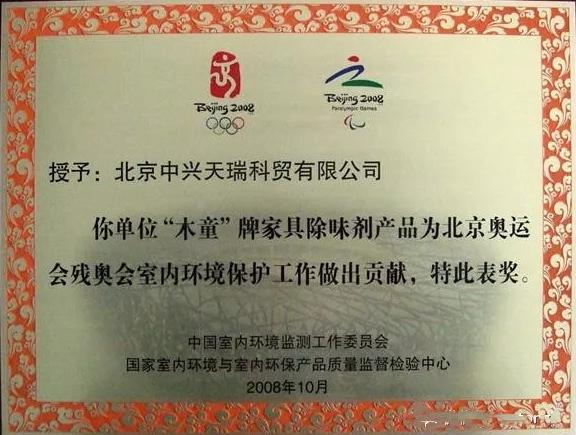 Beijing 2008
Beijing 2008
Paralympic Games
授予：北京中兴天瑞科贸有限公司
你单位“木童”牌家具除味剂产品为北京奥运
会残奥会室内环境保护工作做出贡献，特此表奖。
中国室内环境监测工作委员会
国家室内环境与室内环保产品质量监督检验中心
2008年10月